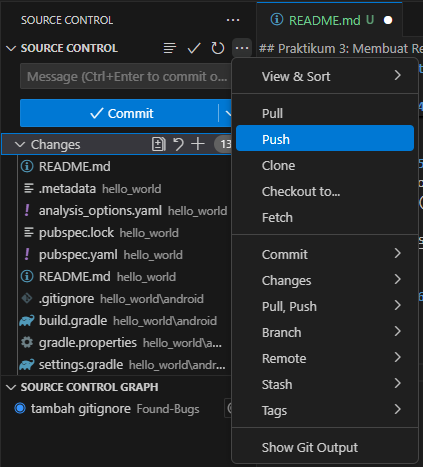 SOURCE CONTROL
README.md U
SOURCE CONTROL
## Praktikum 3: Membuat Re
Message (Ctrl+Enter to commit o...
Commit
Changes
README.md
.metadata hello_world
analysis_options.yaml hello_world
pubspec.lock hello_world
pubspec.yaml hello_world
README.md hello_world
.gitignore hello_world\android
build.gradle hello_world\android
gradle.properties hello_world\a...
settings.gradle hello_world\andr...
SOURCE CONTROL GRAPH
tambah gitignore Found-Bugs
View & Sort
Pull
Push
Clone
Checkout to...
Fetch
Commit
Changes
Pull, Push
Branch
Remote
Stash
Tags
Show Git Output